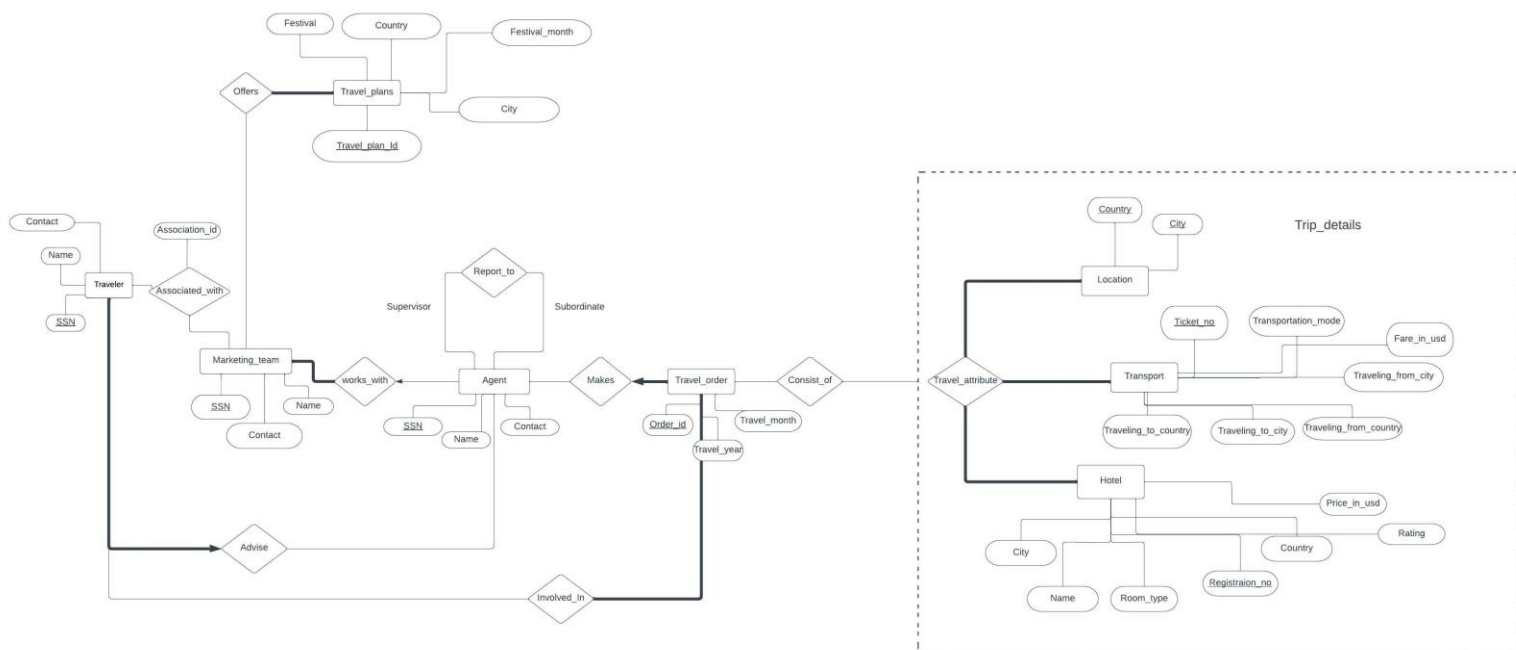 Festival
Country
Festival_month
Offers
Travel_plans
City
Travel_plan_Id
Contact
Association_id
Name
Traveler
Associated_with
SSN
Report_to
Supervisor
Subordinate
Marketing_team
works_with
Agent
Makes
Travel_order
Consist_of
SSN
Name
Contact
SSN
Name
Contact
Order_id
Travel_month
Travel_year
Advise
Involved_In
Trip_details
Country
City
Location
Ticket_no
Transportation_mode
Fare_in_usd
Travel_attribute
Transport
Traveling_from_city
Traveling_to_country
Traveling_to_city
Traveling_from_country
Hotel
Price_in_usd
City
Country
Rating
Name
Room_type
Registraion_no